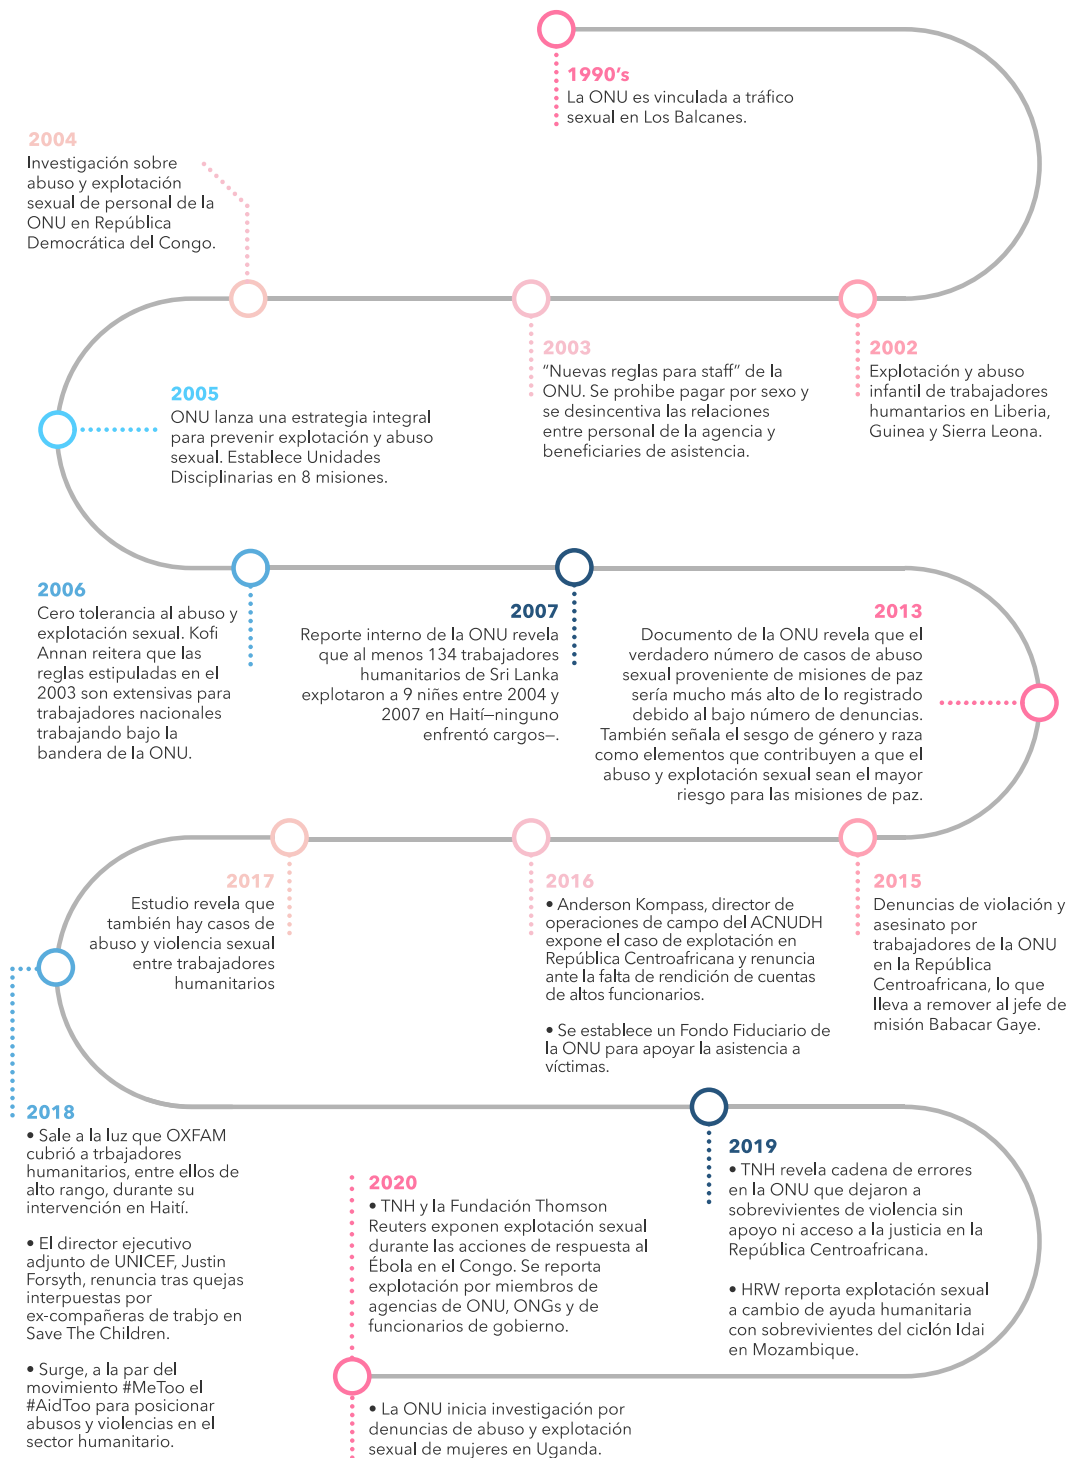 1990's
La ONU es vinculada a tráfico
sexual en Los Balcanes.
2002
Explotación y abuso
infantil de trabajadores
humantarios en Liberia,
Guinea y Sierra Leona.
2003
“Nuevas reglas para staff” de la
ONU. Se prohibe pagar por sexo y
se desincentiva las relaciones
entre personal de la agencia y
beneficiaries de asistencia.
2004
Investigación sobre
abuso y explotación
sexual de personal de la
ONU en República
Democrática del Congo.
2005
ONU lanza una estrategia integral
para prevenir explotación y abuso
sexual. Establece Unidades
Disciplinarias en 8 misiones.
2006
Cero tolerancia al abuso y
explotación sexual. Kofi
Annan reitera que las
reglas estipuladas en el
2003 son extensivas para
trabajadores nacionales
trabajando bajo la
bandera de la ONU.
2007
Reporte interno de la ONU revela
que al menos 134 trabajadores
humanitarios de Sri Lanka
explotaron a 9 niñes entre 2004 y
2007 en Haití—ninguno
enfrentó cargos—.
2013
Documento de la ONU revela que el
verdadero número de casos de abuso
sexual proveniente de misiones de paz
sería mucho más alto de lo registrado
debido al bajo número de denuncias.
También señala el sesgo de género y raza
como elementos que contribuyen a que el
abuso y explotación sexual sean el mayor
riesgo para las misiones de paz.
2015
Denuncias de violación y
asesinato por
trabajadores de la ONU
en la República
Centroafricana, lo que
lleva a remover al jefe de
misión Babacar Gaye.
2016
• Anderson Kompass, director de
operaciones de campo del ACNUDH
expone el caso de explotación en
República Centroafricana y renuncia
ante la falta de rendición de cuentas
de altos funcionarios.
• Se establece un Fondo Fiduciario de
la ONU para apoyar la asistencia a
víctimas.
2017
Estudio revela que
también hay casos de
abuso y violencia sexual
entre trabajadores
humanitarios
2018
• Sale a la luz que OXFAM
cubrió a trbajadores
humanitarios, entre ellos de
alto rango, durante su
intervención en Haití.
• El director ejecutivo
adjunto de UNICEF, Justin
Forsyth, renuncia tras quejas
interpuestas por
ex-compañeras de trabjo en
Save The Children.
• Surge, a la par del
movimiento #MeToo el
#AidToo para posicionar
abusos y violencias en el
sector humanitario.
2019
• TNH revela cadena de errores
en la ONU que dejaron a
sobrevivientes de violencia sin
apoyo ni acceso a la justicia en la
República Centroafricana.
• HRW reporta explotación sexual
a cambio de ayuda humanitaria
con sobrevivientes del ciclón Idai
en Mozambique.
2020
• TNH y la Fundación Thomson
Reuters exponen explotación sexual
durante las acciones de respuesta al
Ébola en el Congo. Se reporta
explotación por miembros de
agencias de ONU, ONGs y de
funcionarios de gobierno.
• La ONU inicia investigación por
denuncias de abuso y explotación
sexual de mujeres en Uganda.